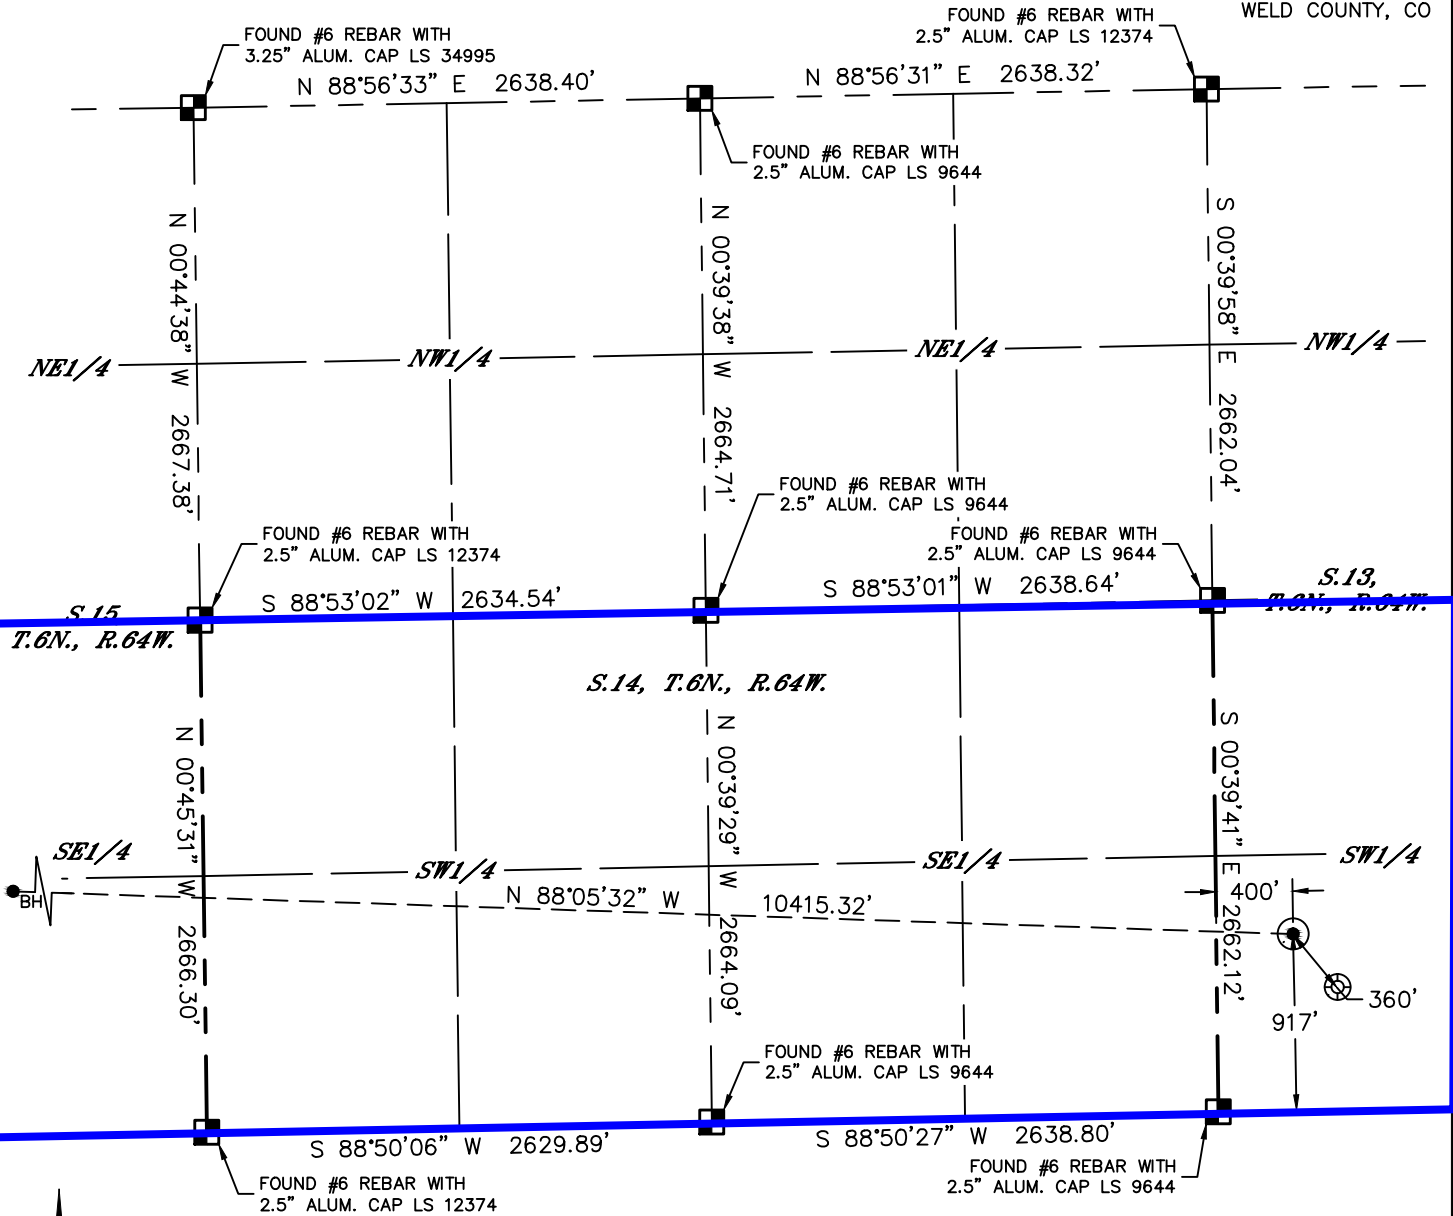 WELD COUNTY, CO
FOUND #6 REBAR WITH
3.25” ALUM. CAP LS 34995
FOUND #6 REBAR WITH
2.5” ALUM. CAP LS 12374
N 88°56’33” E 2638.40’
N 88°56’31” E 2638.32’
FOUND #6 REBAR WITH
2.5” ALUM. CAP LS 9644
N 00°44’38” W 2667.38’
N 00°39’38” W 2664.71’
S 00°39’58” E 2662.04’
NE1/4
NW1/4
NE1/4
NW1/4
FOUND #6 REBAR WITH
2.5” ALUM. CAP LS 9644
FOUND #6 REBAR WITH
2.5” ALUM. CAP LS 12374
FOUND #6 REBAR WITH
2.5” ALUM. CAP LS 9644
S 88°53’02” W 2634.54’
S 88°53’01” W 2638.64’
S.15
T.6N., R.64W.
S.13,
T.6N., R.64W.
S.14, T.6N., R.64W.
N 00°45’31” W 2666.30’
N 00°39’29” W 2664.09’
S 00°39’41” E 2662.12’
SE1/4
SW1/4
SE1/4
SW1/4
BH
N 88°05’32” W 10415.32’
400’
360’
917’
FOUND #6 REBAR WITH
2.5” ALUM. CAP LS 9644
S 88°50’06” W 2629.89’
S 88°50’27” W 2638.80’
FOUND #6 REBAR WITH
2.5” ALUM. CAP LS 12374
FOUND #6 REBAR WITH
2.5” ALUM. CAP LS 9644